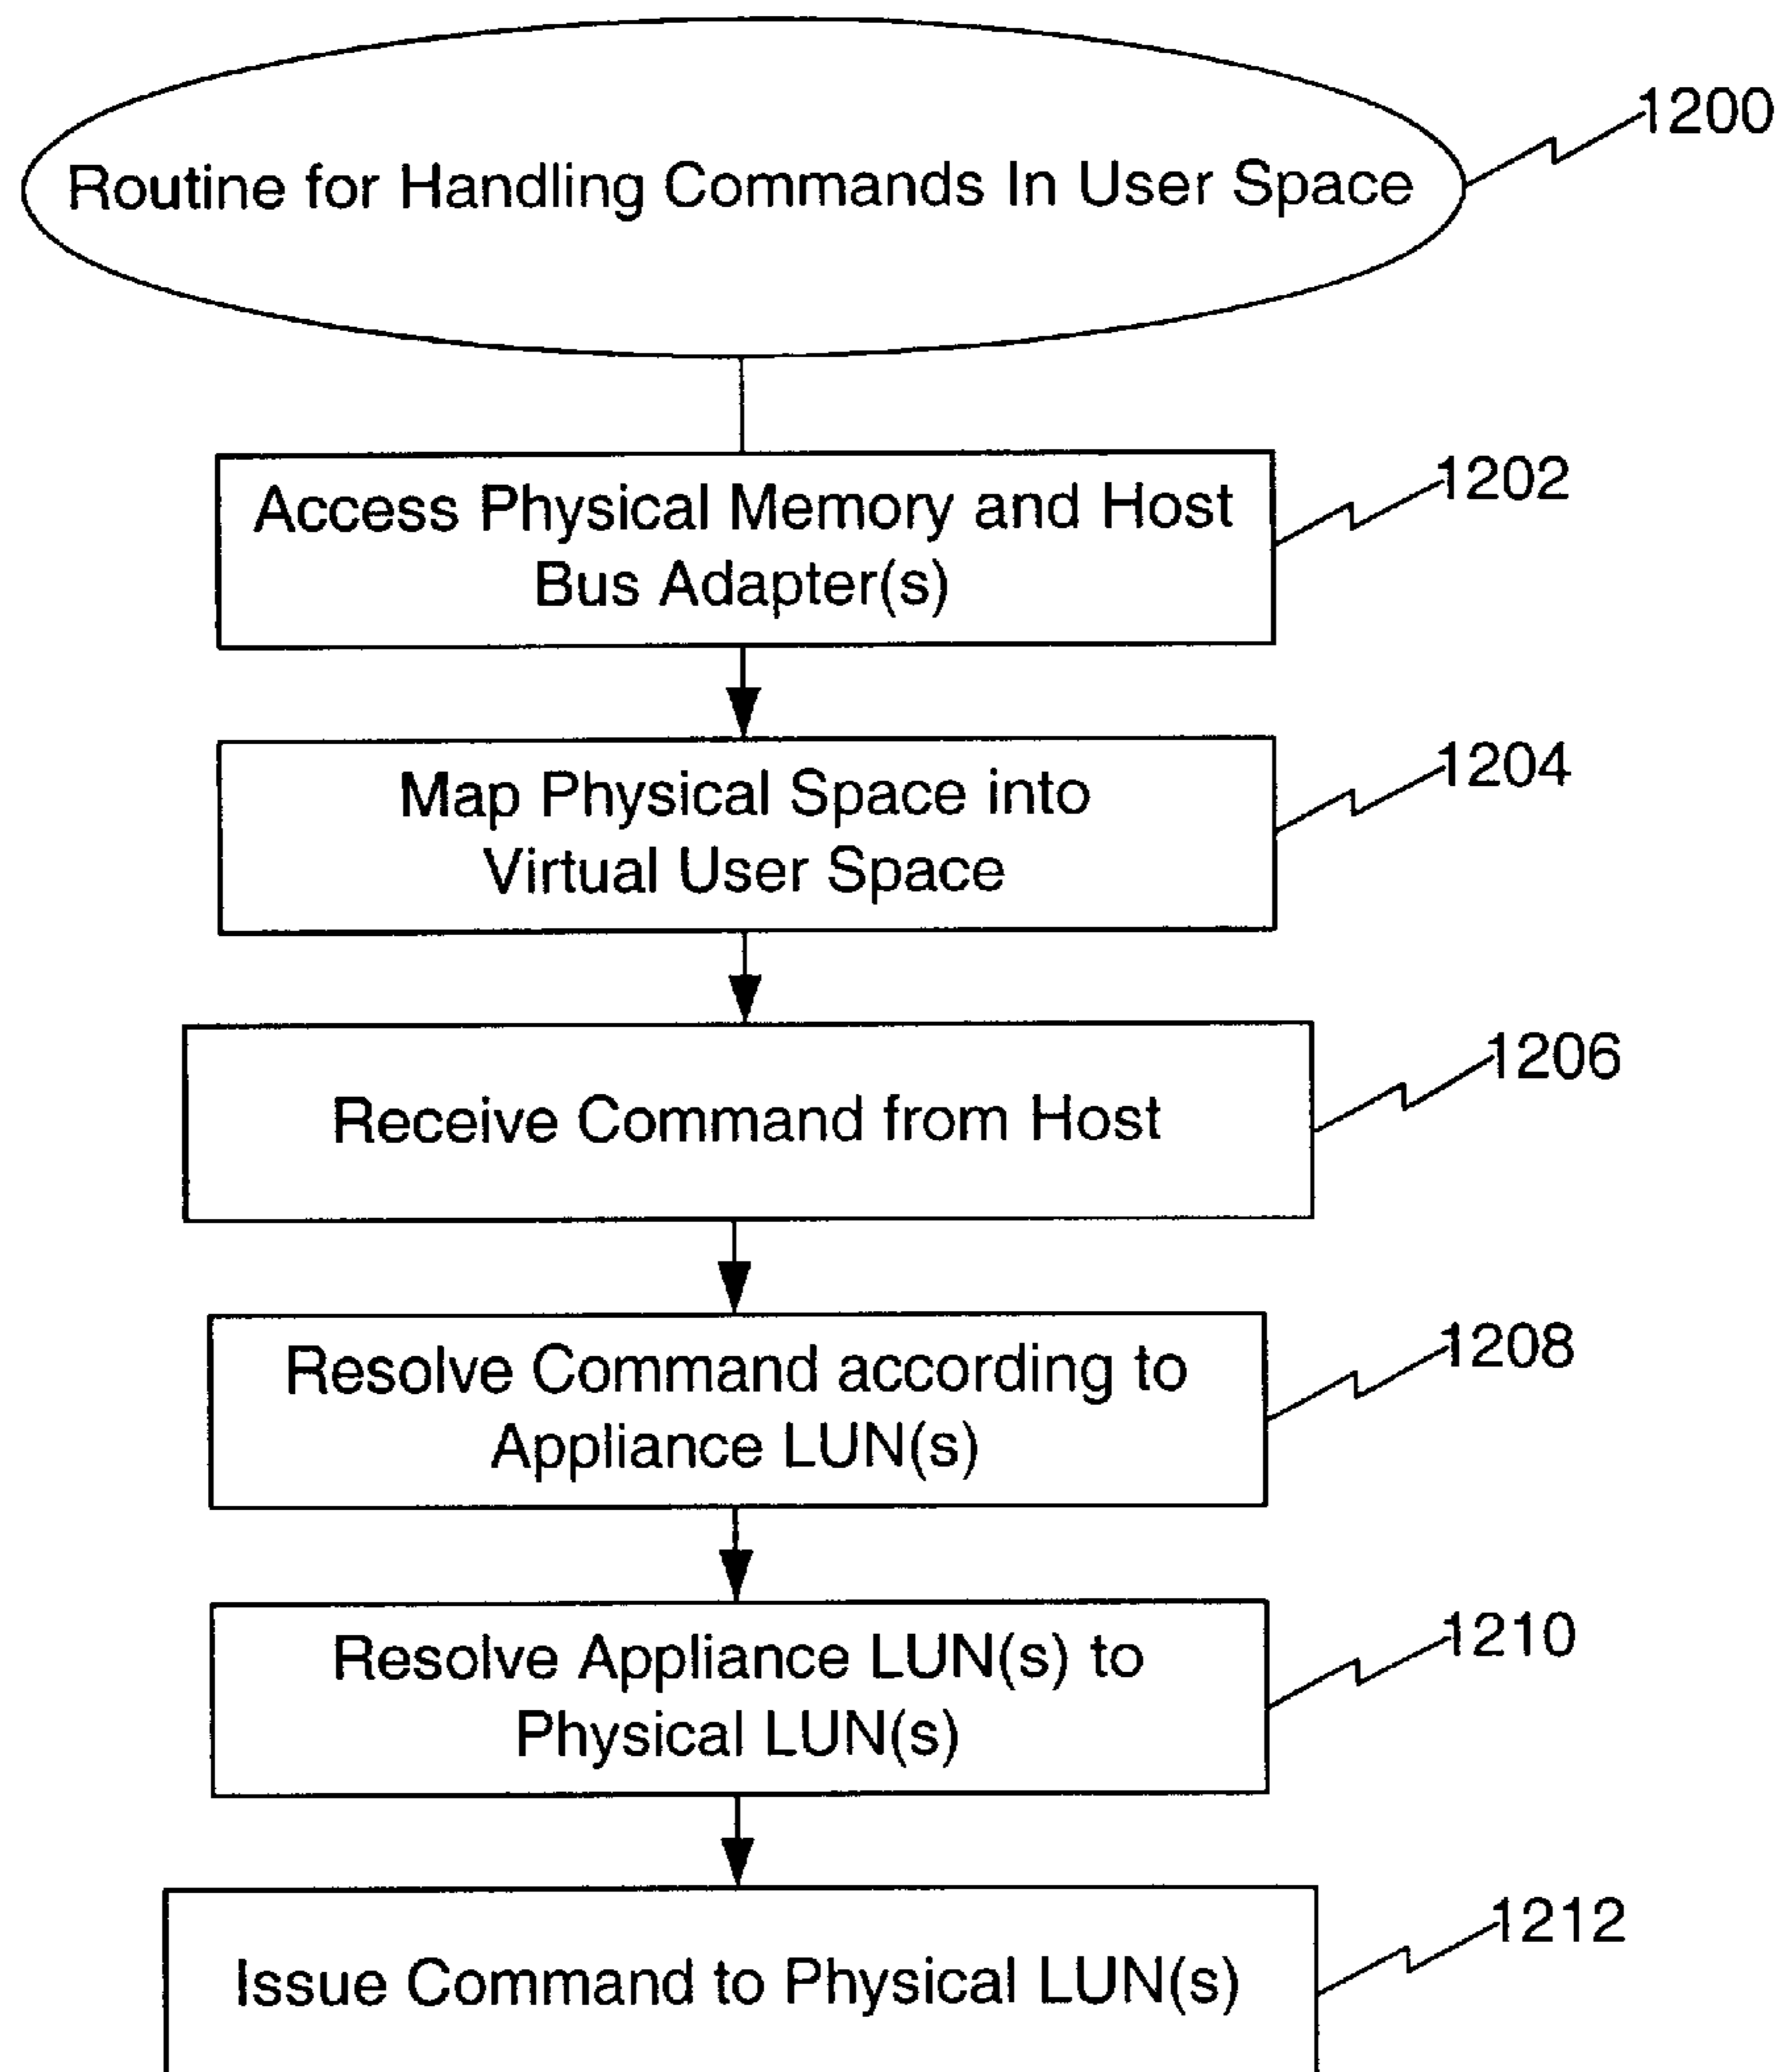 1200
Routine for Handling Commands In User Space
1202
Access Physical Memory and Host
Bus Adapter(s)
1204
Map Physical Space into
Virtual User Space
1206
Receive Command from Host
1208
Resolve Command according to
Appliance LUN(s)
1210
Resolve Appliance LUN(s) to
Physical LUN(s)
1212
Issue Command to Physical LUN(s)